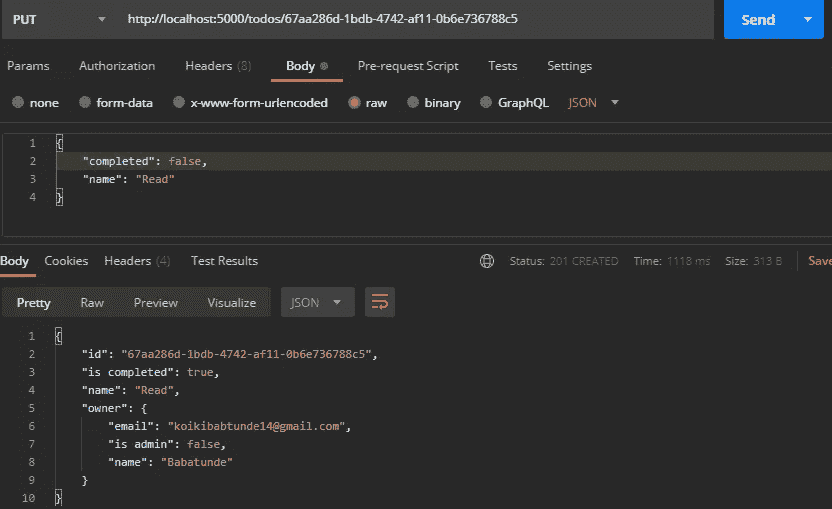 PUT http://localhost:5000/todos/67aa286d-1bdb-4742-af11-0b6e736788c5 Send
Params Authorization Headers (8) Body Pre-request Script Tests Settings
none form-data x-www-form-urlencoded raw binary GraphQL JSON
1 {
2 "completed": false,
3 "name": "Read"
4 }
Body Cookies Headers (4) Test Results Status: 201 CREATED Time: 1118 ms Size: 313 B Save
Pretty Raw Preview Visualize JSON
1 {
2 "id": "67aa286d-1bdb-4742-af11-0b6e736788c5",
3 "is completed": true,
4 "name": "Read",
5 "owner": {
6 "email": "koikibabtunde14@gmail.com",
7 "is admin": false,
8 "name": "Babatunde"
9 }
10 }